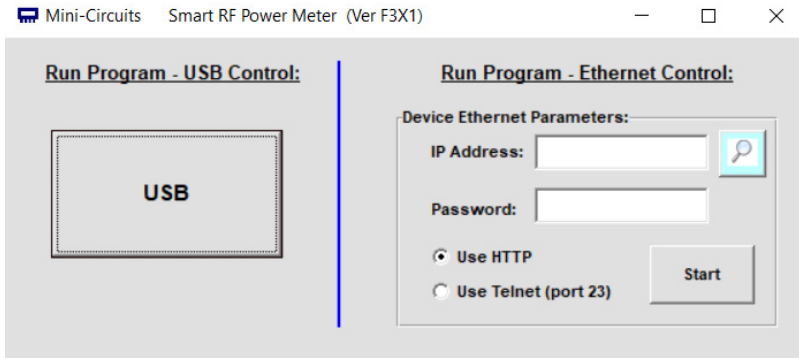 Mini-Circuits Smart RF Power Meter (Ver F3X1)
Run Program - USB Control:
USB
Run Program - Ethernet Control:
Device Ethernet Parameters:
IP Address:
Password:
Use HTTP
Use Telnet (port 23)
Start